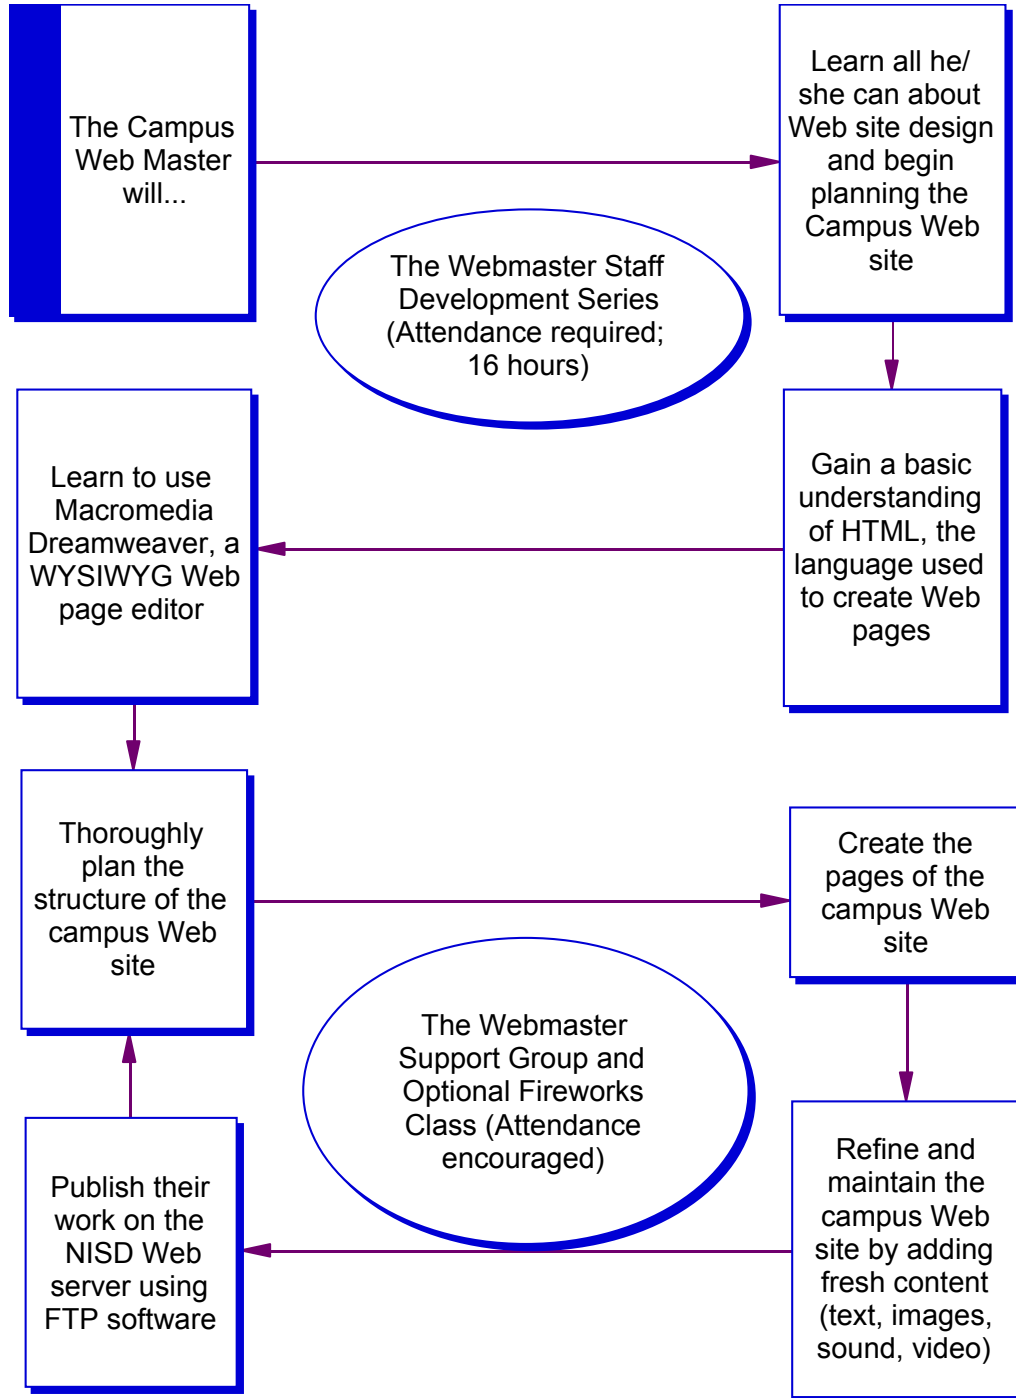 The Campus
Web Master
will...
Learn all he/
she can about
Web site design
and begin
planning the
Campus Web
site
The Webmaster Staff
Development Series
(Attendance required;
16 hours)
Gain a basic
understanding
of HTML, the
language used
to create Web
pages
Learn to use
Macromedia
Dreamweaver, a
WYSIWYG Web
page editor
Thoroughly
plan the
structure of the
campus Web
site
Create the
pages of the
campus Web
site
The Webmaster
Support Group and
Optional Fireworks
Class (Attendance
encouraged)
Refine and
maintain the
campus Web
site by adding
fresh content
(text, images,
sound, video)
Publish their
work on the
NISD Web
server using
FTP software